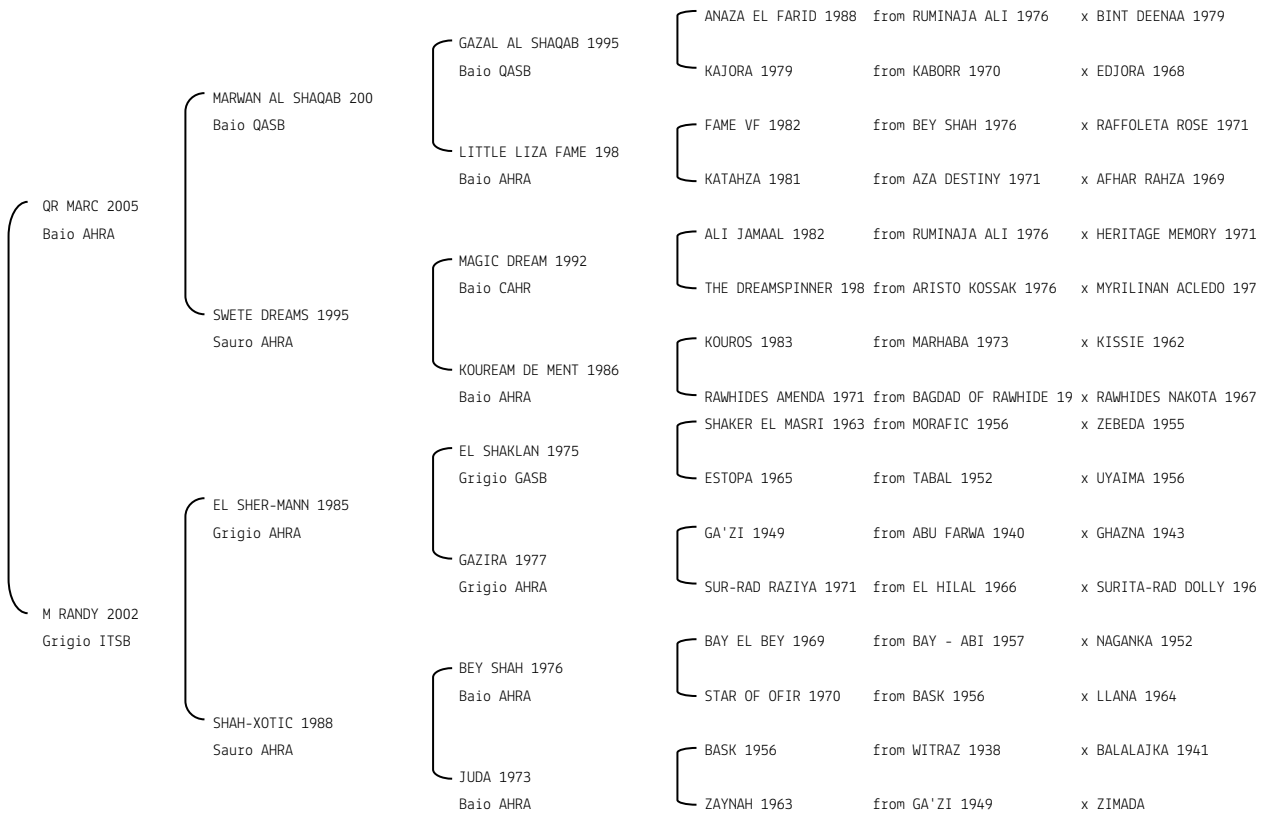 ANAZA EL FARID 1988 from RUMINAJA ALI 1976 x BINT DEENAA 1979
GAZAL AL SHAQAB 1995
Baio QASB
KAJORA 1979 from KABORR 1970 x EDJORA 1968
MARWAN AL SHAQAB 200
Baio QASB
FAME VF 1982 from BEY SHAH 1976 x RAFFOLETA ROSE 1971
LITTLE LIZA FAME 198
Baio AHRA
KATAHZA 1981 from AZA DESTINY 1971 x AFHAR RAHZA 1969
QR MARC 2005
Baio AHRA
ALI JAMAAL 1982 from RUMINAJA ALI 1976 x HERITAGE MEMORY 1971
MAGIC DREAM 1992
Baio CAHR
THE DREAMSPINNER 198 from ARISTO KOSSAK 1976 x MYRILINAN ACLEDO 197
SWETE DREAMS 1995
Sauro AHRA
KOUROS 1983 from MARHABA 1973 x KISSIE 1962
KOUREAM DE MENT 1986
Baio AHRA
RAWHIDES AMENDA 1971 from BAGDAD OF RAWHIDE 19 x RAWHIDES NAKOTA 1967
SHAKER EL MASRI 1963 from MORAFIC 1956 x ZEBEDA 1955
EL SHAKLAN 1975
Grigio GASB
ESTOPA 1965 from TABAL 1952 x UYAIMA 1956
EL SHER-MANN 1985
Grigio AHRA
GA'ZI 1949 from ABU FARWA 1940 x GHAZNA 1943
GAZIRA 1977
Grigio AHRA
SUR-RAD RAZIYA 1971 from EL HILAL 1966 x SURITA-RAD DOLLY 196
M RANDY 2002
Grigio ITSB
BAY EL BEY 1969 from BAY - ABI 1957 x NAGANKA 1952
BEY SHAH 1976
Baio AHRA
STAR OF OFIR 1970 from BASK 1956 x LLANA 1964
SHAH-XOTIC 1988
Sauro AHRA
BASK 1956 from WITRAZ 1938 x BALALAJKA 1941
JUDA 1973
Baio AHRA
ZAYNAH 1963 from GA'ZI 1949 x ZIMADA